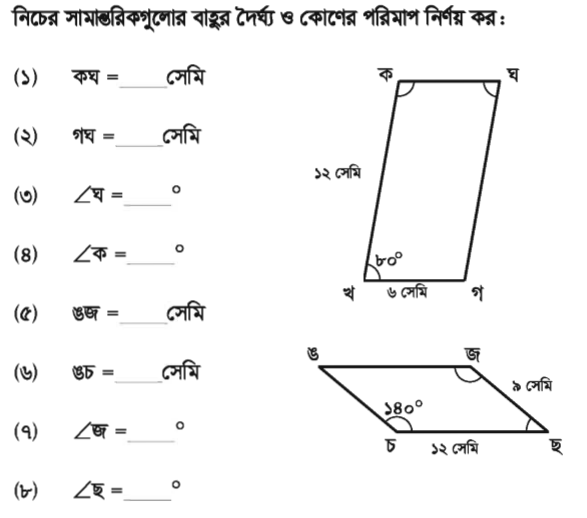 নিচের সামান্তরিকগুলোর বাহুর দৈর্ঘ্য ও কোণের পরিমাপ নির্ণয় কর:
(১) কঘ = ____ সেমি
(২) গঘ = ____ সেমি
(৩) ∠ঘ = ____ °
(৪) ∠ক = ____ °
(৫) ঙজ = ____ সেমি
(৬) ঙচ = ____ সেমি
(৭) ∠জ = ____ °
(৮) ∠ছ = ____ °
ক ঘ
১২ সেমি
৮০°
খ ৬ সেমি গ
ঙ জ
৯ সেমি
১৪০°
চ ১২ সেমি ছ